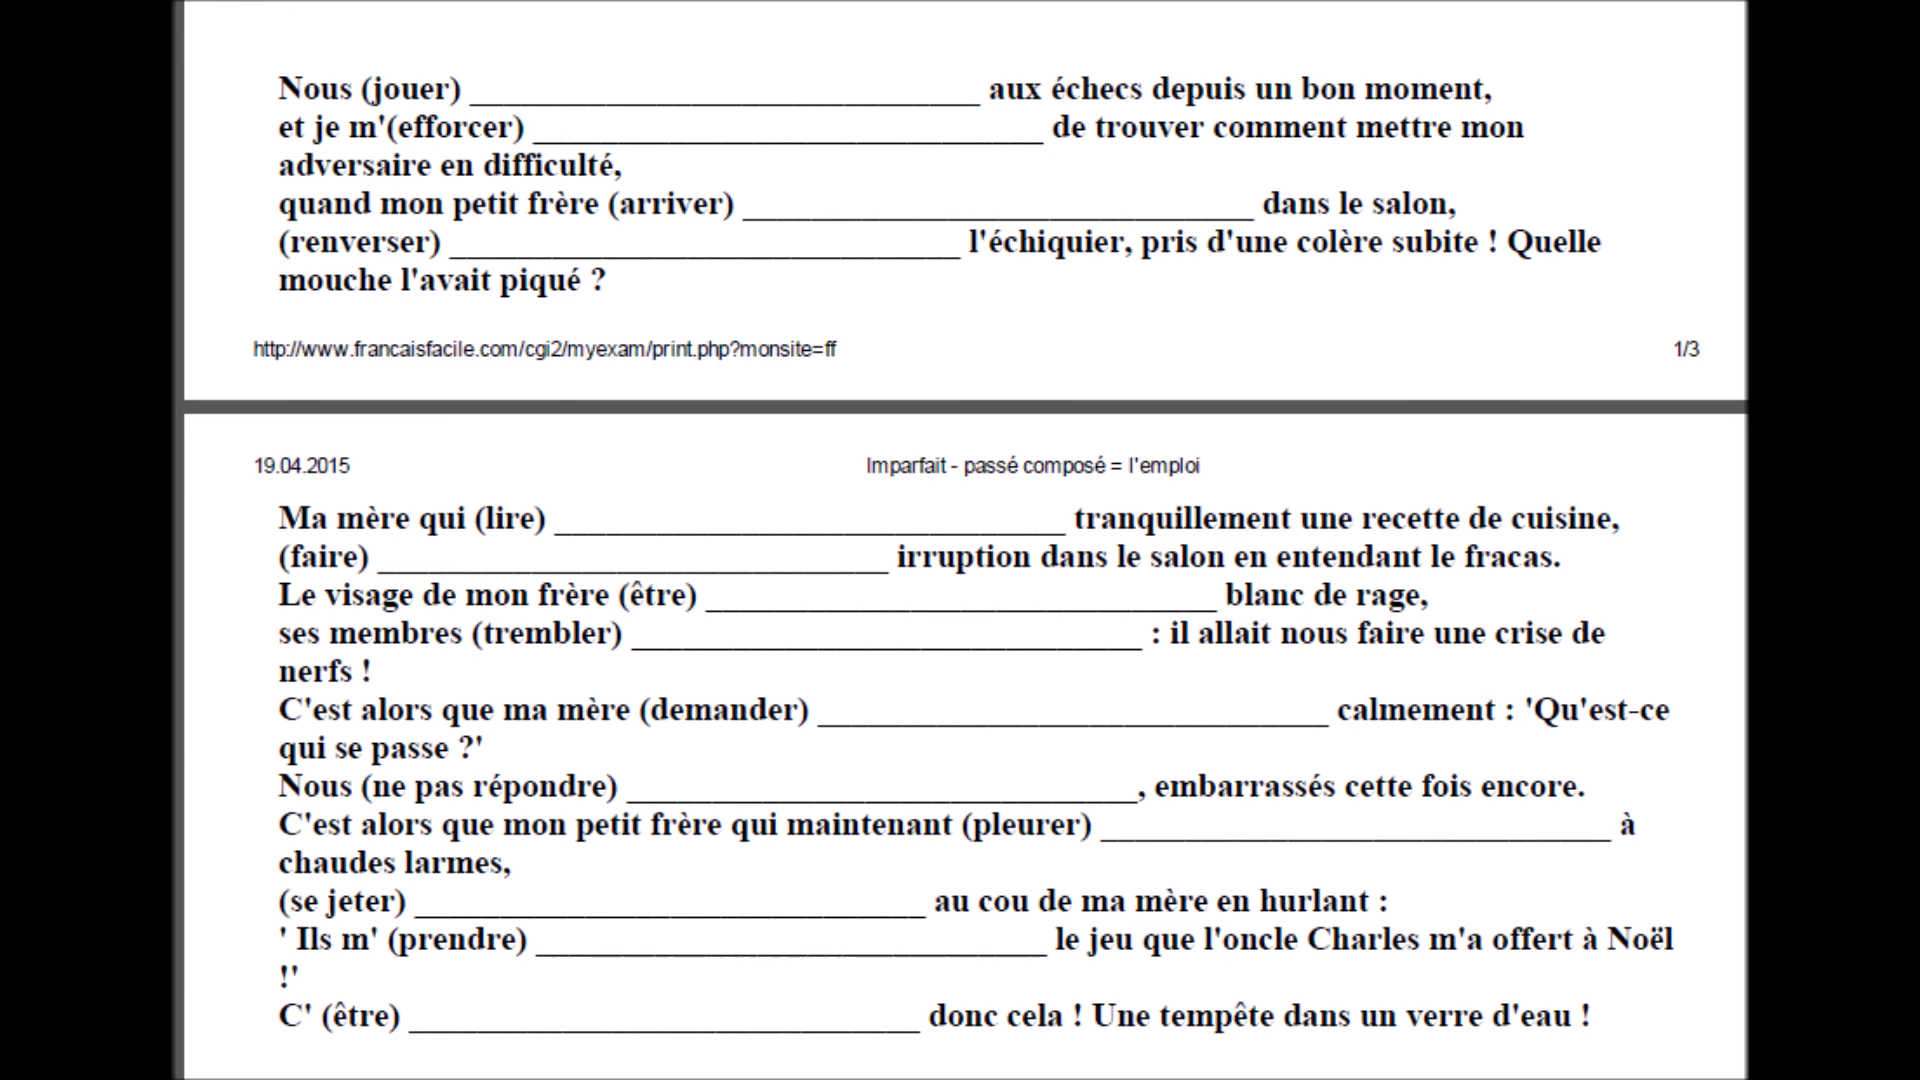 Nous (jouer) ______________________________ aux échecs depuis un bon moment,
et je m'(efforcer) ______________________________ de trouver comment mettre mon
adversaire en difficulté,
quand mon petit frère (arriver) ______________________________ dans le salon,
(renverser) ______________________________ l'échiquier, pris d'une colère subite ! Quelle
mouche l'avait piqué ?
http://www.francaisfacile.com/cgi2/myexam/print.php?monsite=ff 1/3
19.04.2015 Imparfait - passé composé = l'emploi
Ma mère qui (lire) ______________________________ tranquillement une recette de cuisine,
(faire) ______________________________ irruption dans le salon en entendant le fracas.
Le visage de mon frère (être) ______________________________ blanc de rage,
ses membres (trembler) ______________________________ : il allait nous faire une crise de
nerfs !
C'est alors que ma mère (demander) ______________________________ calmement : 'Qu'est-ce
qui se passe ?'
Nous (ne pas répondre) ______________________________, embarrassés cette fois encore.
C'est alors que mon petit frère qui maintenant (pleurer) ______________________________ à
chaudes larmes,
(se jeter) ______________________________ au cou de ma mère en hurlant :
' Ils m' (prendre) ______________________________ le jeu que l'oncle Charles m'a offert à Noël
!'
C' (être) ______________________________ donc cela ! Une tempête dans un verre d'eau !